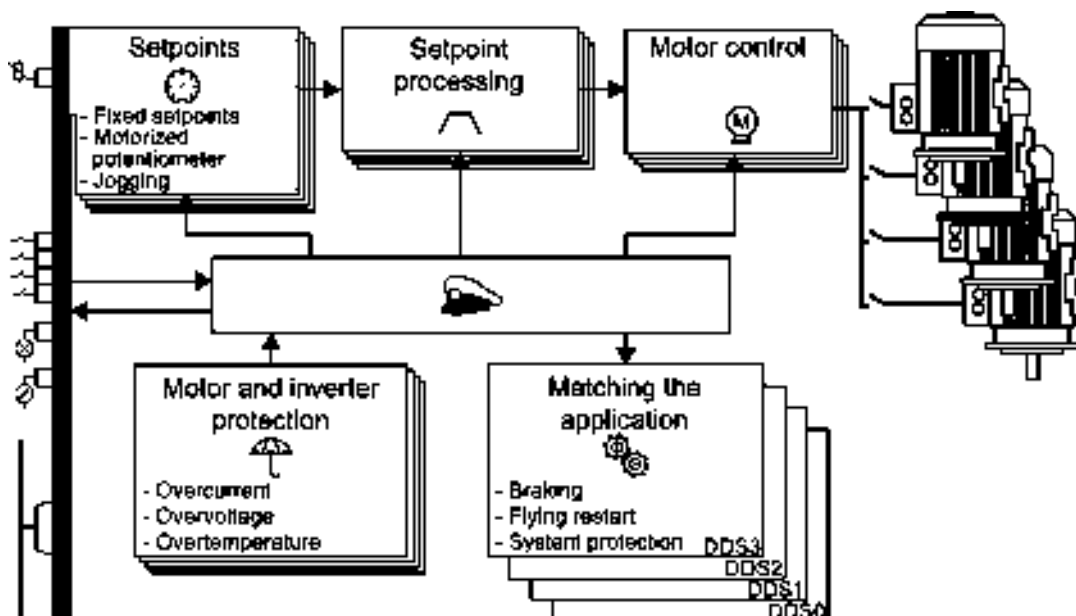 Setpoints
- Fixed setpoints
- Motorized
potentiometer
- Jogging
Setpoint
processing
Motor control
M
Motor and inverter
protection
- Overcurrent
- Overvoltage
- Overtemperature
Matching the
application
- Braking
- Flying restart
- System protection
DDS3
DDS2
DDS1
DDS0